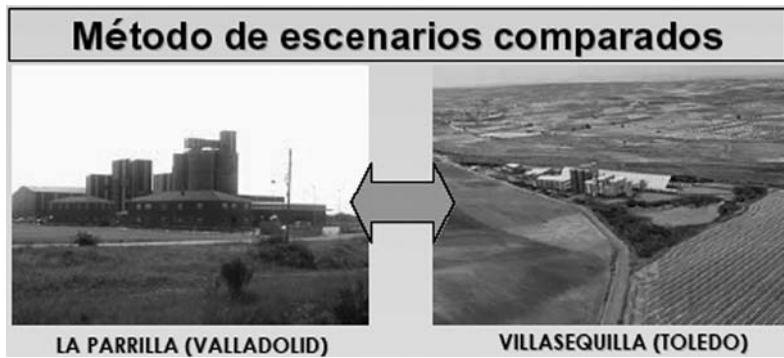 Método de escenarios comparados
LA PARRILLA (VALLADOLID)
VILLASEQUILLA (TOLEDO)